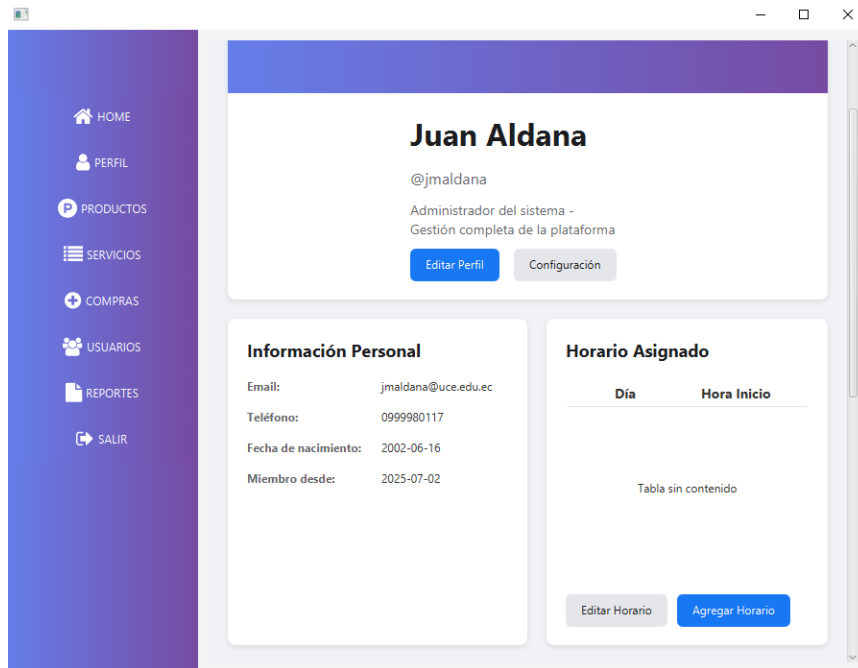 HOME
PERFIL
P PRODUCTOS
SERVICIOS
COMPRAS
USUARIOS
REPORTES
SALIR
Juan Aldana
@jmaldana
Administrador del sistema -
Gestión completa de la plataforma
Editar Perfil Configuración
Información Personal
Email: jmaldana@uce.edu.ec
Teléfono: 0999980117
Fecha de nacimiento: 2002-06-16
Miembro desde: 2025-07-02
Horario Asignado
Día Hora Inicio
Tabla sin contenido
Editar Horario Agregar Horario